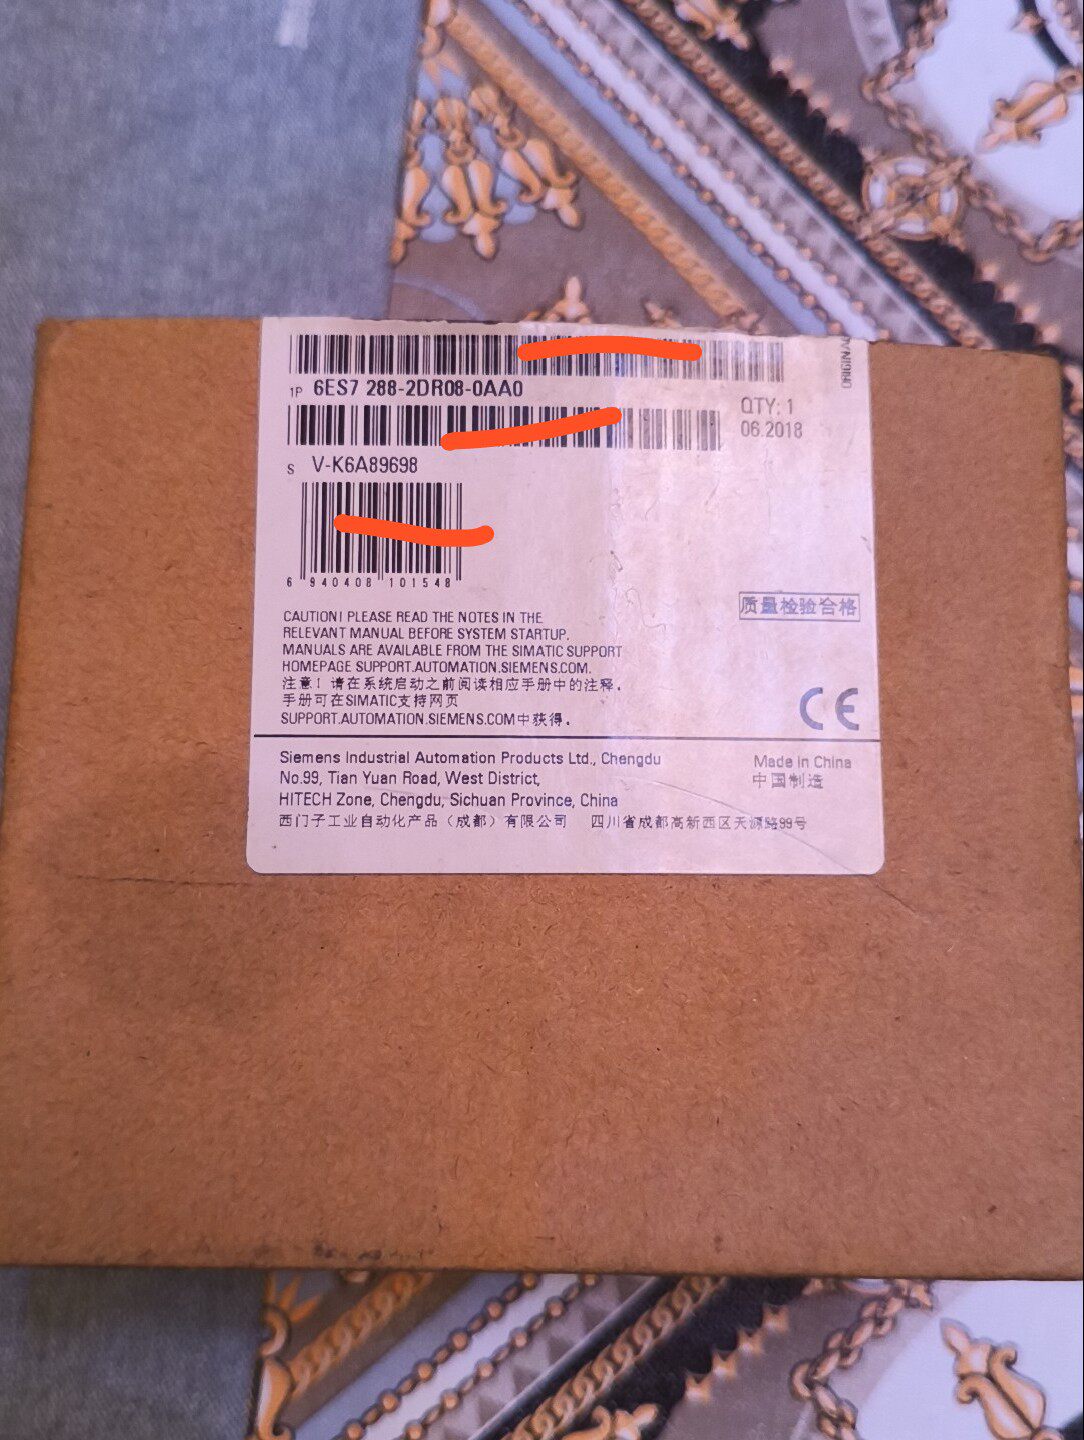 1P 6ES7 288-2DR08-0AA0
QTY: 1
06.2018
S V-K6A89698
6 940408 101548
ORIGINAL
质量检验合格
CAUTION! PLEASE READ THE NOTES IN THE
RELEVANT MANUAL BEFORE SYSTEM STARTUP.
MANUALS ARE AVAILABLE FROM THE SIMATIC SUPPORT
HOMEPAGE SUPPORT.AUTOMATION.SIEMENS.COM.
注意！请在系统启动之前阅读相应手册中的注释。
手册可在SIMATIC支持网页
SUPPORT.AUTOMATION.SIEMENS.COM中获得。
CE
Siemens Industrial Automation Products Ltd., Chengdu
No.99, Tian Yuan Road, West District,
HITECH Zone, Chengdu, Sichuan Province, China
Made in China
中国制造
西门子工业自动化产品（成都）有限公司 四川省成都高新西区天源路99号